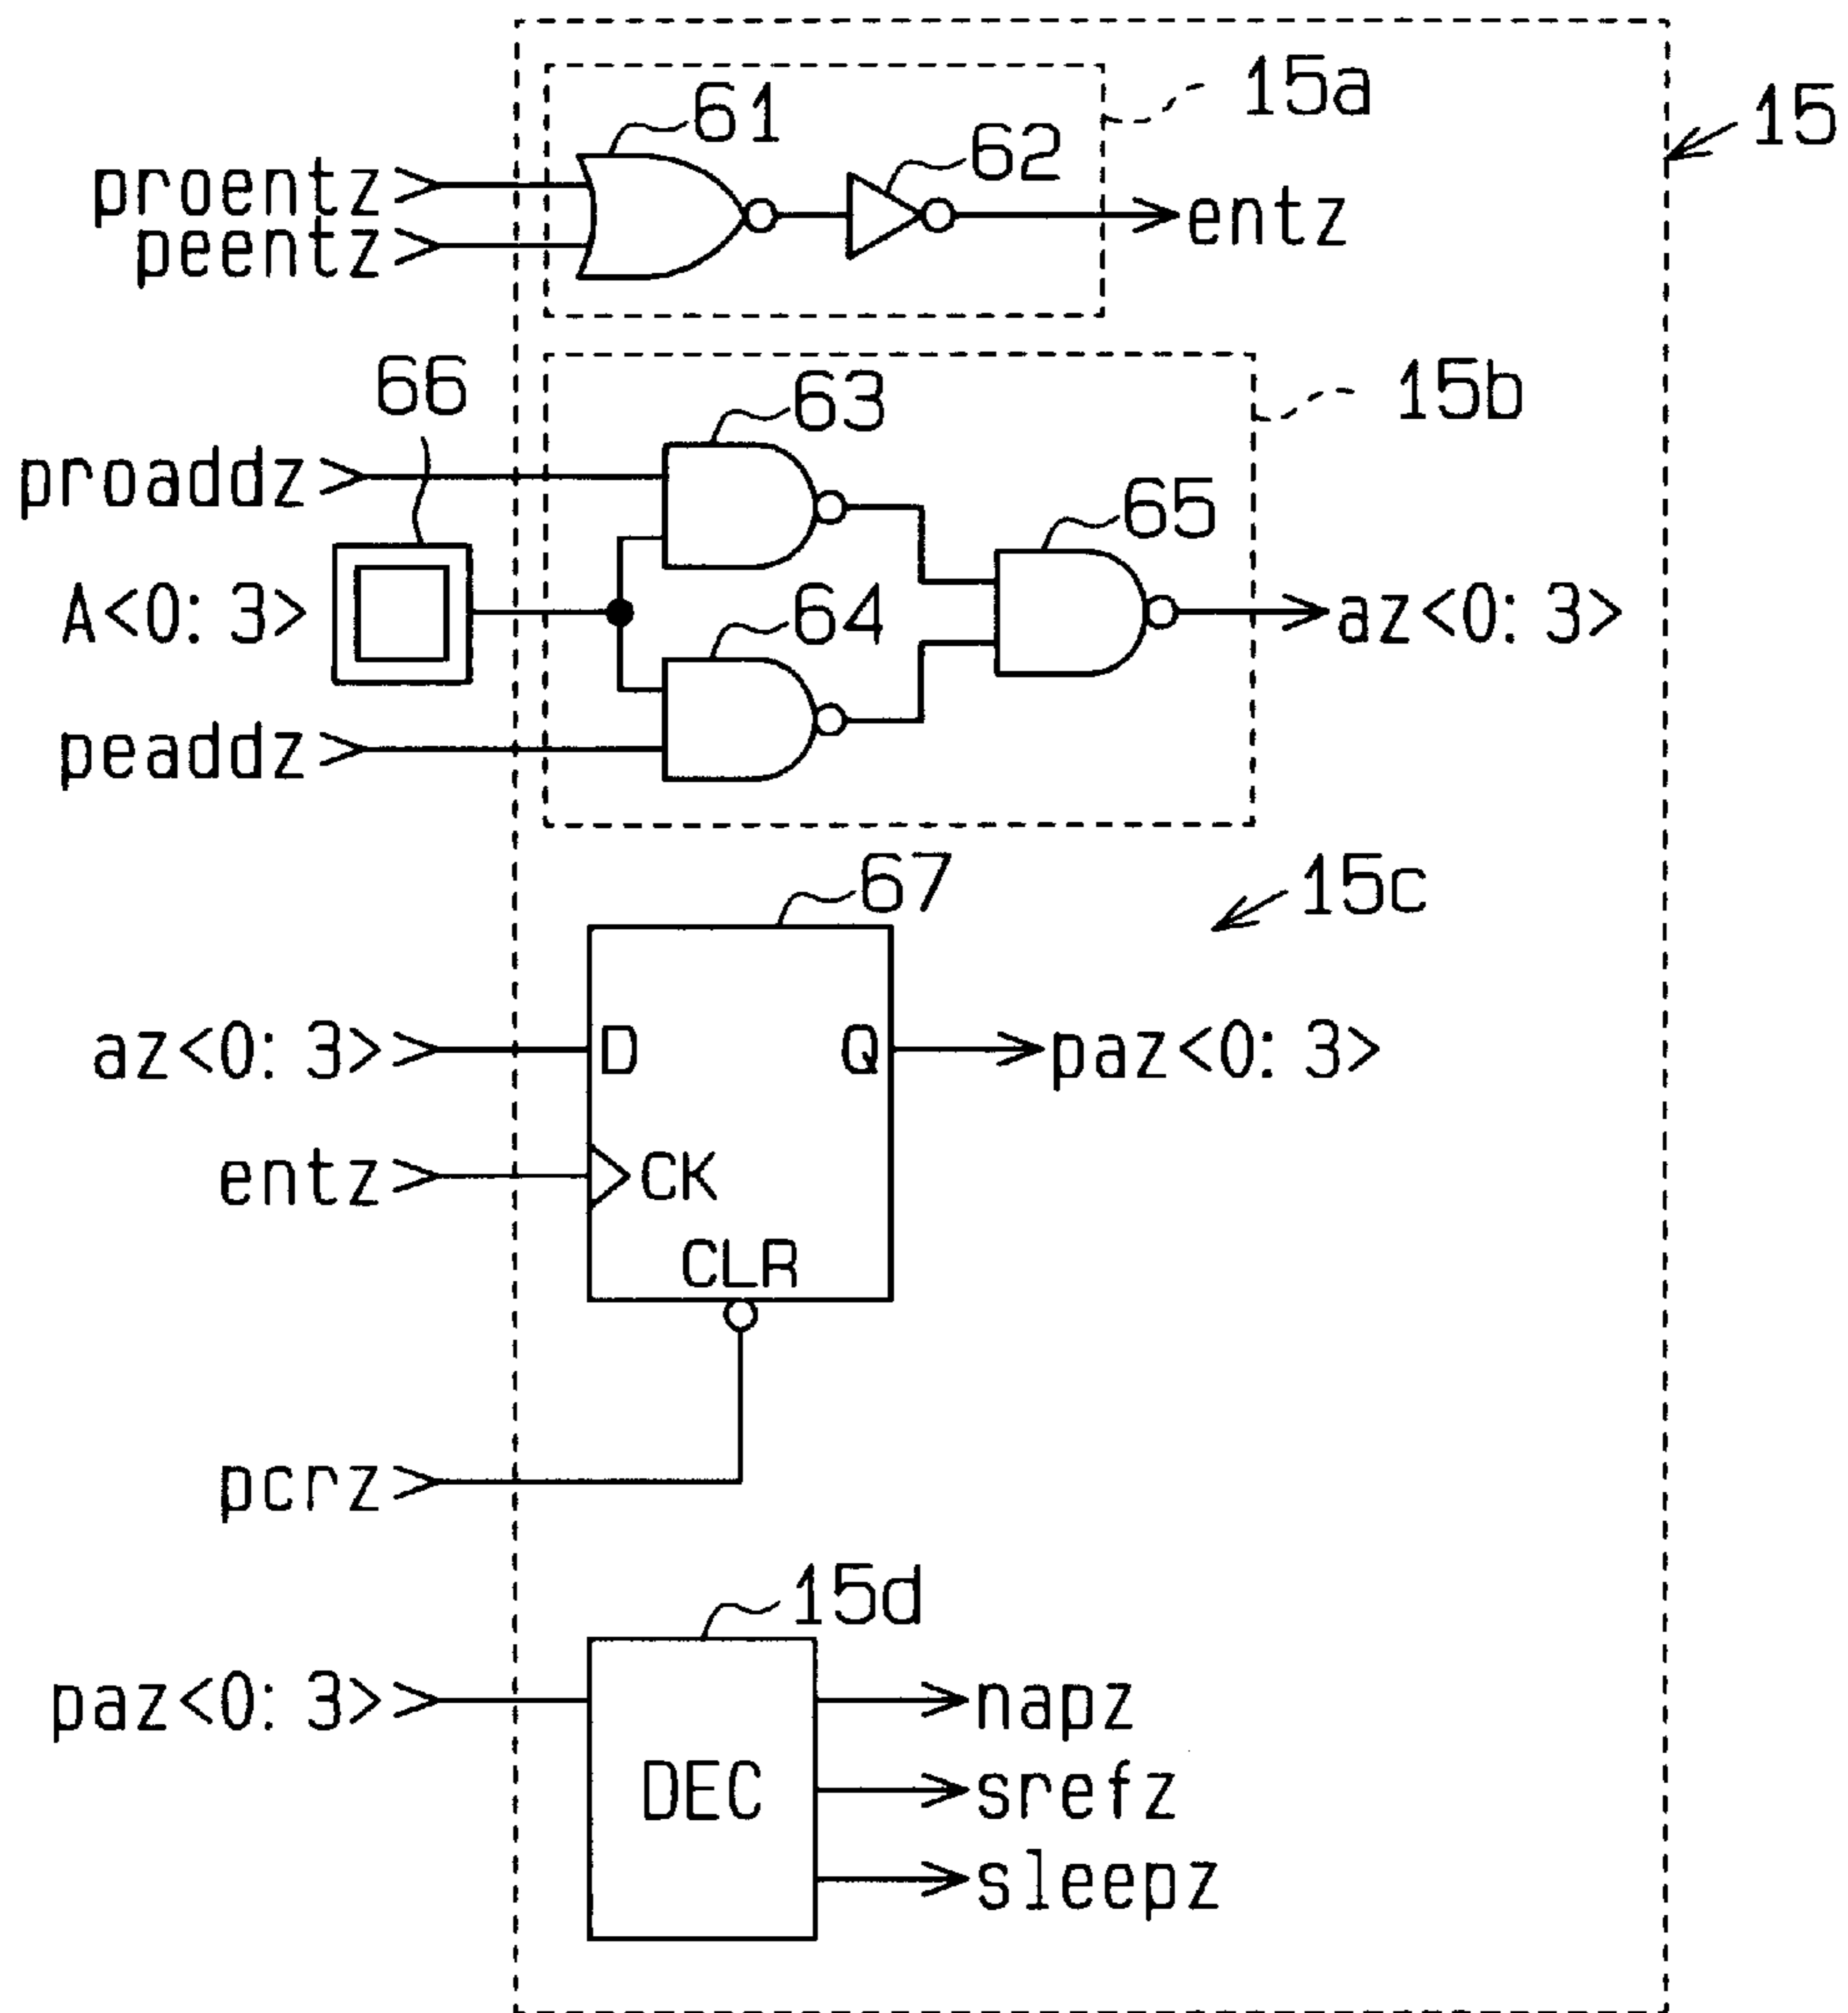 15
15a
61
62
proentz
peentz
entz
15b
66
63
proaddz
65
A<0:3>
64
az<0:3>
peaddz
67
15c
az<0:3>
D
Q
paz<0:3>
entz
CK
CLR
pcrz
15d
paz<0:3>
DEC
napz
srefz
sleepz